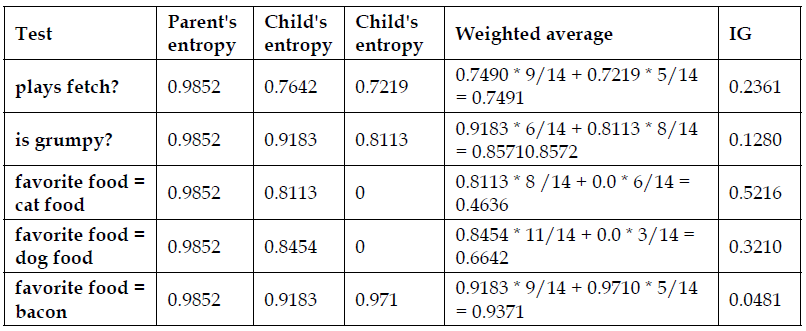 Test Parent's entropy Child's entropy Child's entropy Weighted average IG
plays fetch? 0.9852 0.7642 0.7219 0.7490 * 9/14 + 0.7219 * 5/14 = 0.7491 0.2361
is grumpy? 0.9852 0.9183 0.8113 0.9183 * 6/14 + 0.8113 * 8/14 = 0.85710.8572 0.1280
favorite food = cat food 0.9852 0.8113 0 0.8113 * 8 /14 + 0.0 * 6/14 = 0.4636 0.5216
favorite food = dog food 0.9852 0.8454 0 0.8454 * 11/14 + 0.0 * 3/14 = 0.6642 0.3210
favorite food = bacon 0.9852 0.9183 0.971 0.9183 * 9/14 + 0.9710 * 5/14 = 0.9371 0.0481